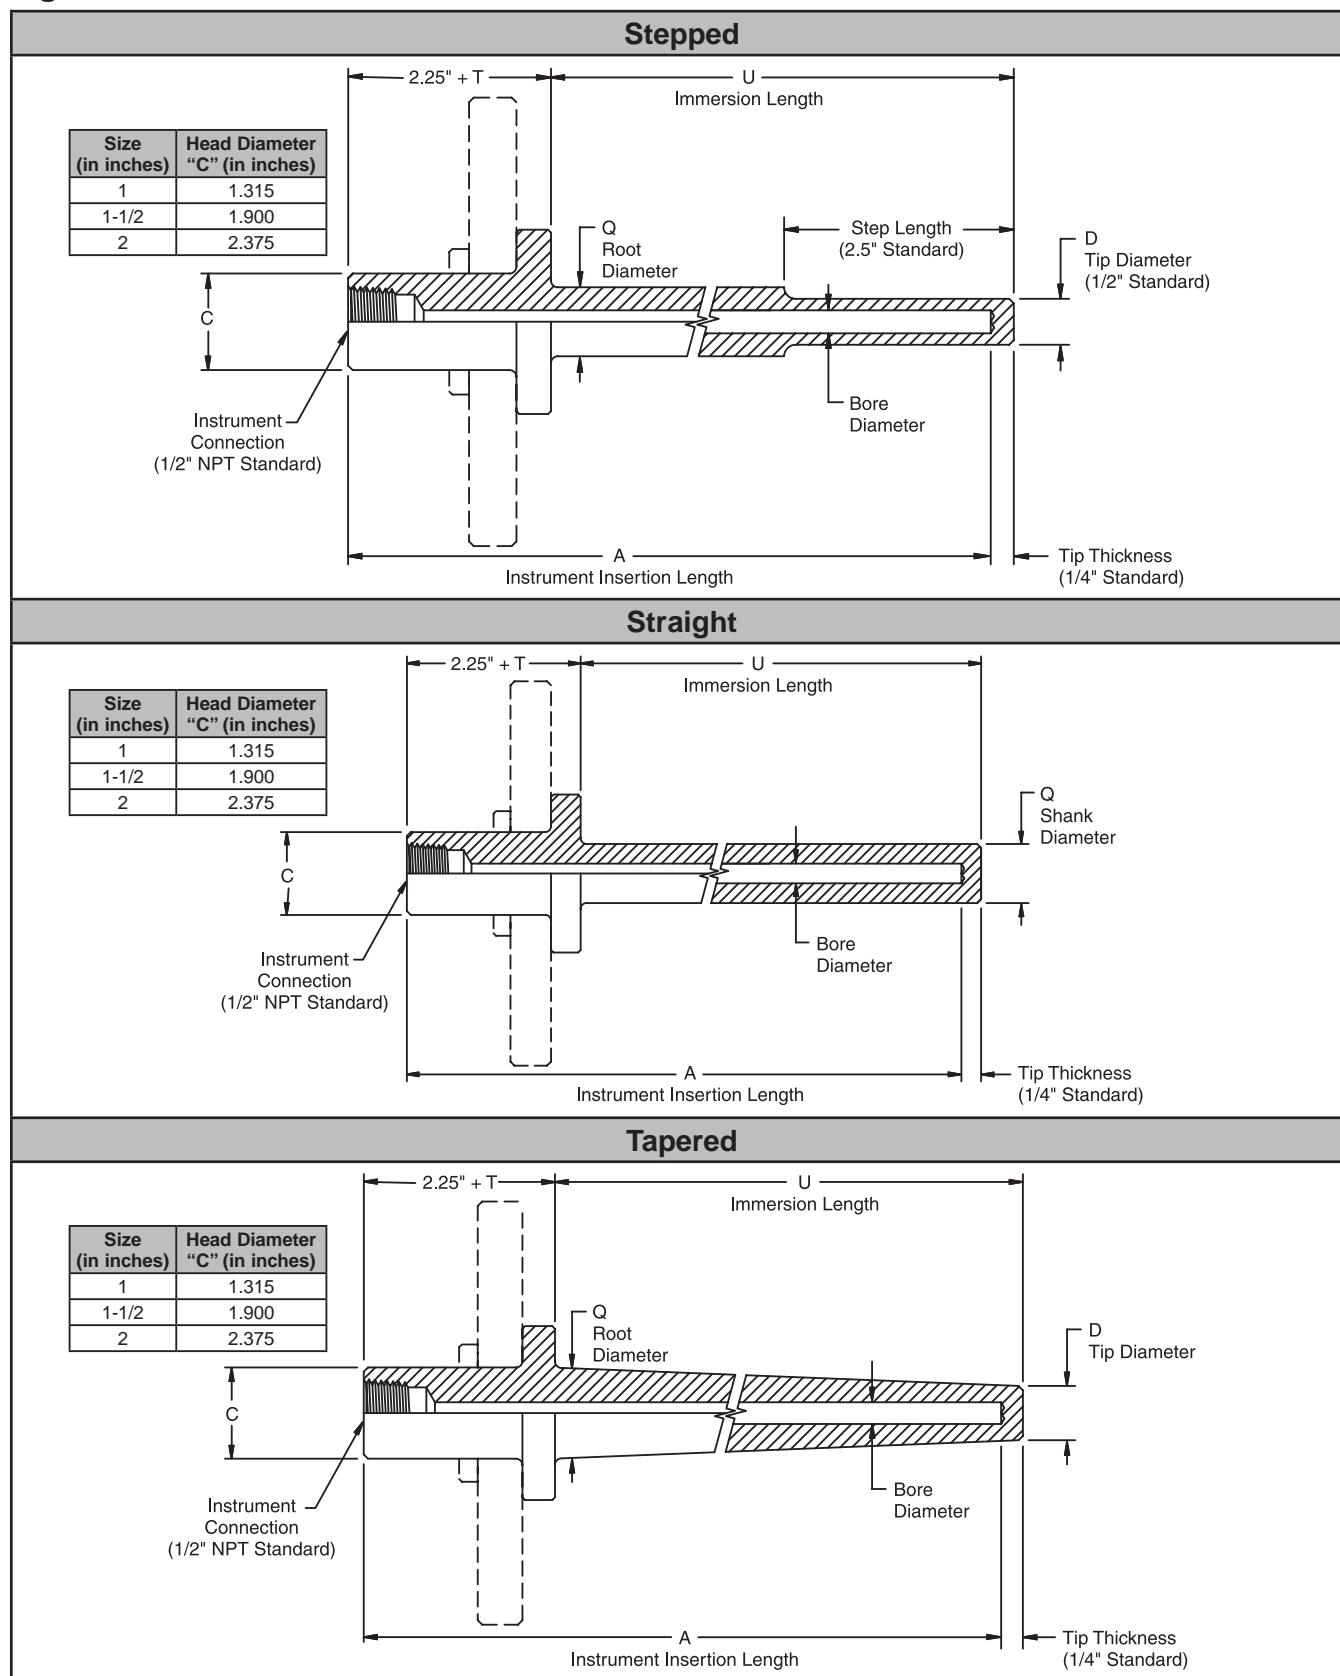 Stepped
2.25" + T
U
Immersion Length
Size
(in inches)
Head Diameter
“C” (in inches)
1 1.315
1-1/2 1.900
2 2.375
Q
Root
Diameter
Step Length
(2.5" Standard)
D
Tip Diameter
(1/2" Standard)
C
Bore
Diameter
Instrument
Connection
(1/2" NPT Standard)
A
Instrument Insertion Length
Tip Thickness
(1/4" Standard)
Straight
2.25" + T
U
Immersion Length
Size
(in inches)
Head Diameter
“C” (in inches)
1 1.315
1-1/2 1.900
2 2.375
Q
Shank
Diameter
C
Bore
Diameter
Instrument
Connection
(1/2" NPT Standard)
A
Instrument Insertion Length
Tip Thickness
(1/4" Standard)
Tapered
2.25" + T
U
Immersion Length
Size
(in inches)
Head Diameter
“C” (in inches)
1 1.315
1-1/2 1.900
2 2.375
Q
Root
Diameter
D
Tip Diameter
C
Bore
Diameter
Instrument
Connection
(1/2" NPT Standard)
A
Instrument Insertion Length
Tip Thickness
(1/4" Standard)